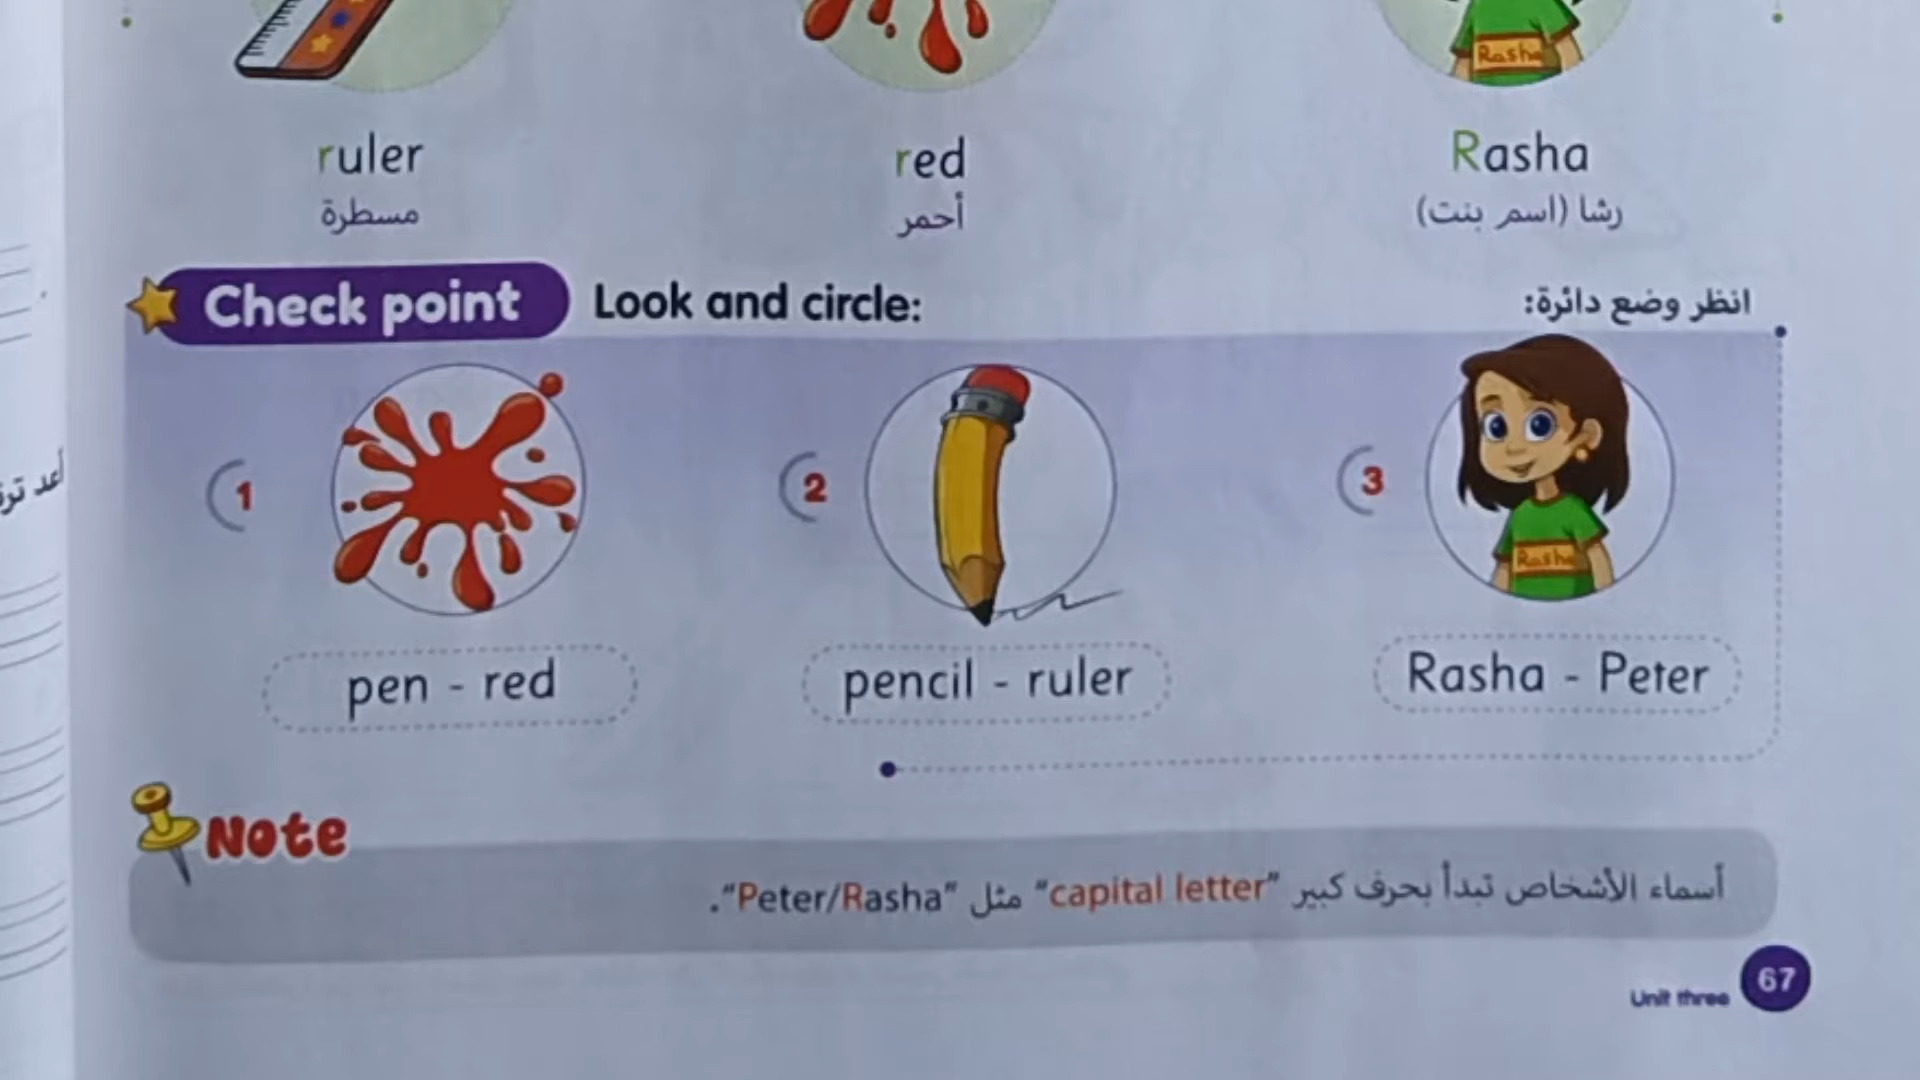 Rasha
ruler
red
Rasha
مسطرة
أحمر
رشا (اسم بنت)
Check point
Look and circle:
انظر وضع دائرة:
1
2
3
Rasha
pen - red
pencil - ruler
Rasha - Peter
Note
أسماء الأشخاص تبدأ بحرف كبير "capital letter" مثل "Peter/Rasha".
Unit three
67